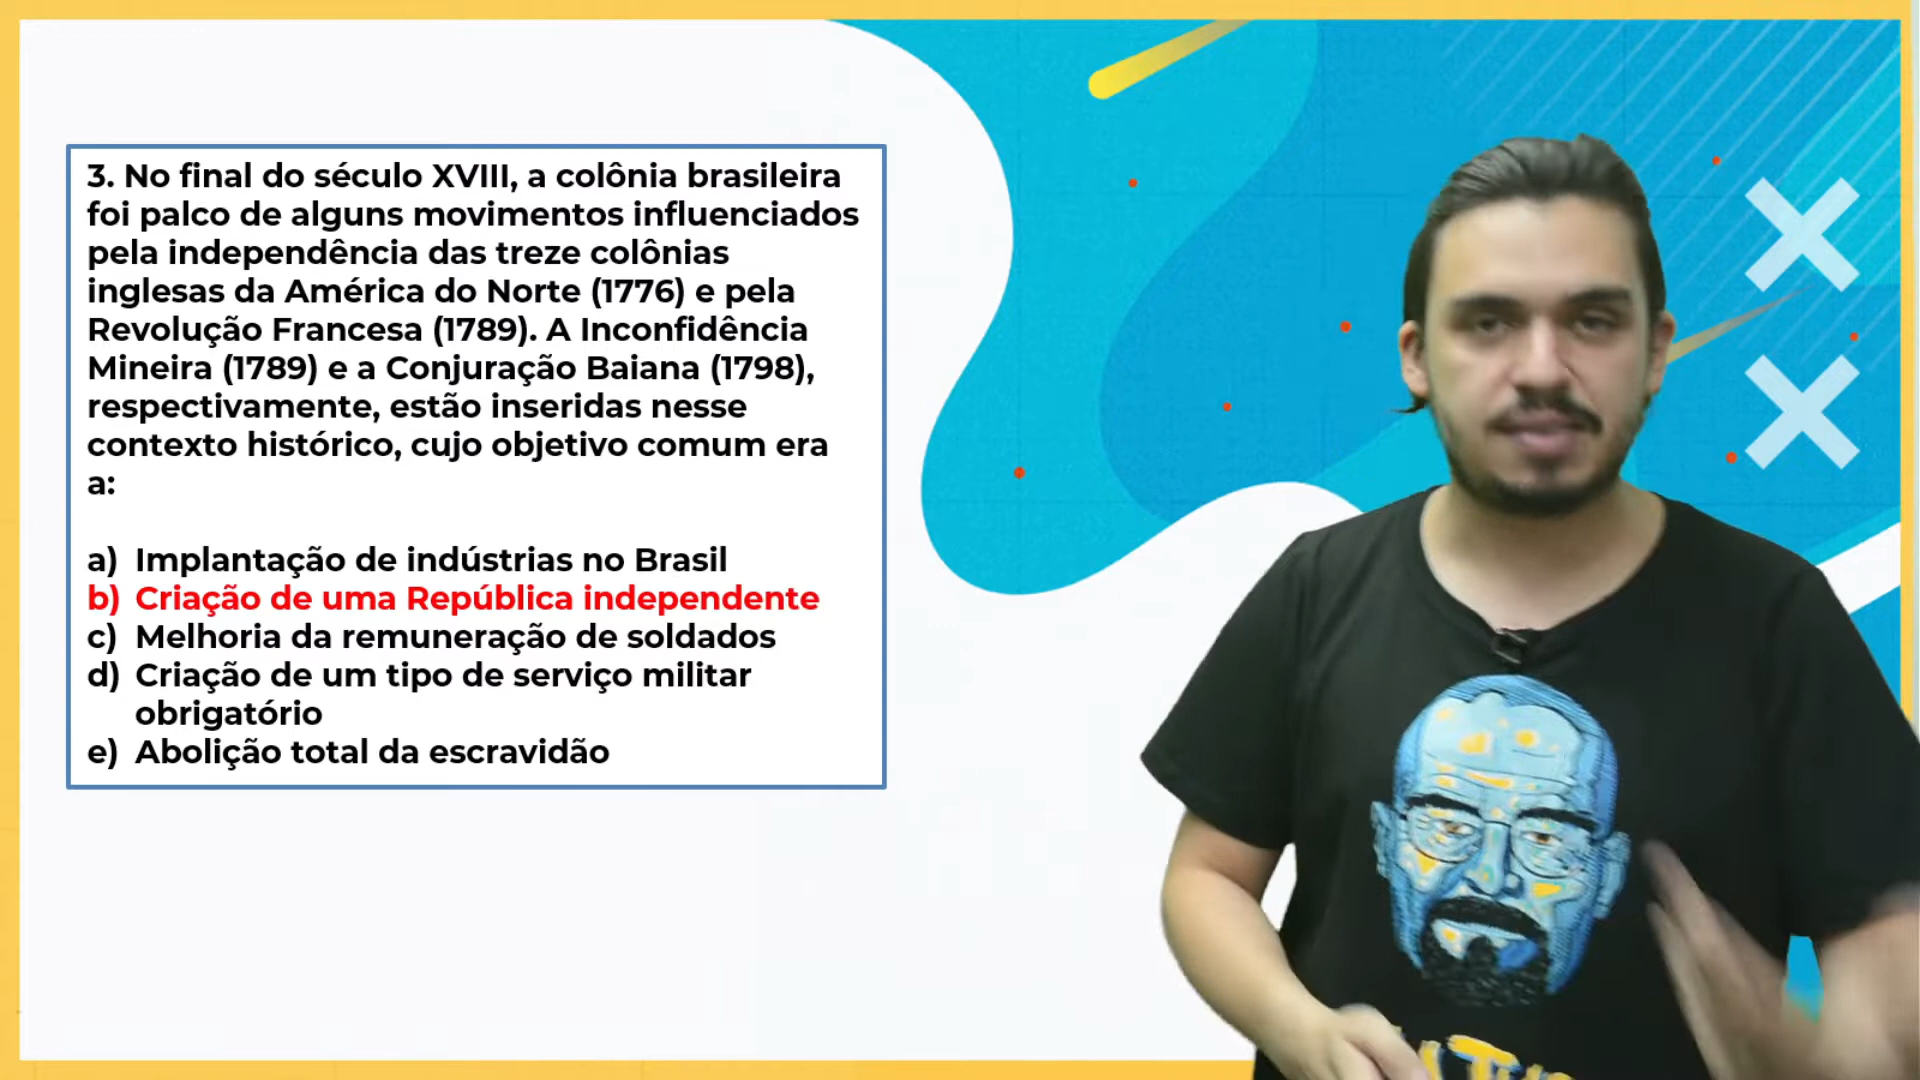 3. No final do século XVIII, a colônia brasileira
foi palco de alguns movimentos influenciados
pela independência das treze colônias
inglesas da América do Norte (1776) e pela
Revolução Francesa (1789). A Inconfidência
Mineira (1789) e a Conjuração Baiana (1798),
respectivamente, estão inseridas nesse
contexto histórico, cujo objetivo comum era
a:
a) Implantação de indústrias no Brasil
b) Criação de uma República independente
c) Melhoria da remuneração de soldados
d) Criação de um tipo de serviço militar
obrigatório
e) Abolição total da escravidão